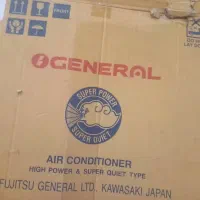 GENERAL
SUPER POWER
SUPER QUIET
AIR CONDITIONER
HIGH POWER & SUPER QUIET TYPE
FUJITSU GENERAL LTD. KAWASAKI JAPAN